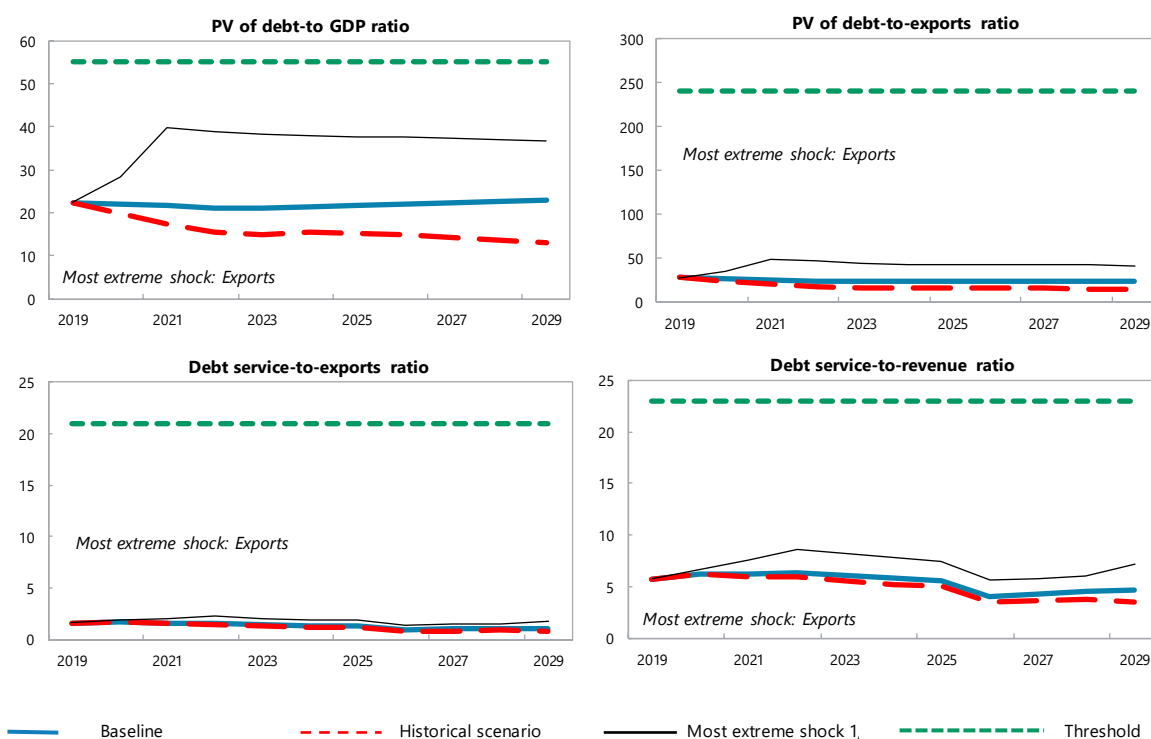 PV of debt-to GDP ratio
60
50
40
30
20
10
0
Most extreme shock: Exports
2019 2021 2023 2025 2027 2029
PV of debt-to-exports ratio
300
250
200
150
100
50
0
Most extreme shock: Exports
2019 2021 2023 2025 2027 2029
Debt service-to-exports ratio
25
20
15
10
5
0
Most extreme shock: Exports
2019 2021 2023 2025 2027 2029
Debt service-to-revenue ratio
25
20
15
10
5
0
Most extreme shock: Exports
2019 2021 2023 2025 2027 2029
Baseline Historical scenario Most extreme shock 1, Threshold